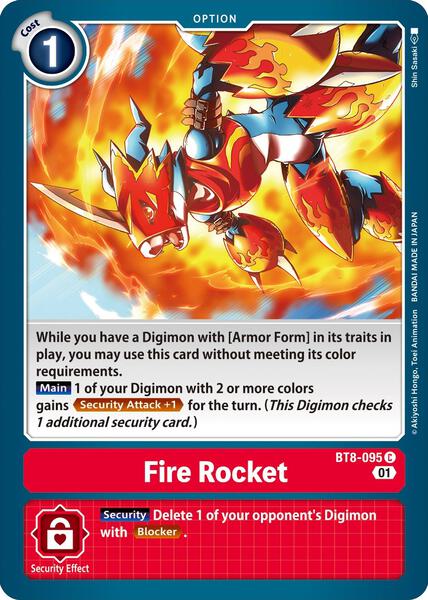 OPTION
Cost
1
Shin Sasaki
© Akiyoshi Hongo, Toei Animation BANDAI MADE IN JAPAN
While you have a Digimon with [Armor Form] in its traits in
play, you may use this card without meeting its color
requirements.
Main 1 of your Digimon with 2 or more colors
gains Security Attack +1 for the turn. (This Digimon checks
1 additional security card.)
BT8-095 C
Fire Rocket
01
Security Delete 1 of your opponent's Digimon
with Blocker .
Security Effect